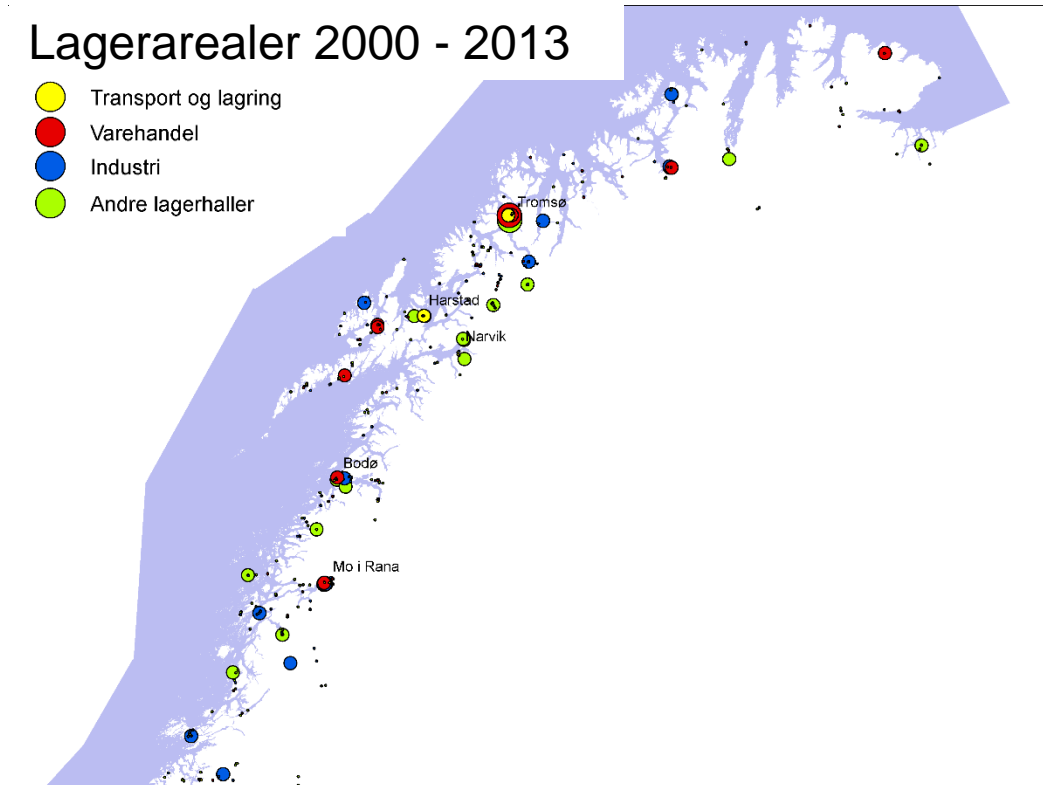 Lagerarealer 2000 - 2013
Transport og lagring
Varehandel
Industri
Andre lagerhaller
Tromsø
Harstad
Narvik
Bodø
Mo i Rana